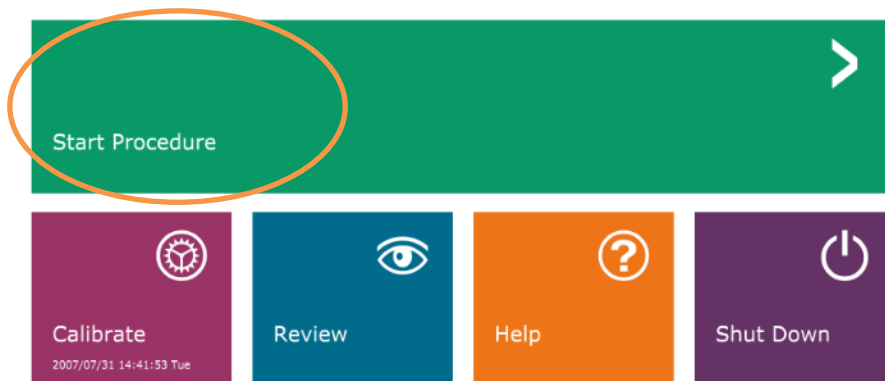 Start Procedure
Calibrate
2007/07/31 14:41:53 Tue
Review
Help
Shut Down